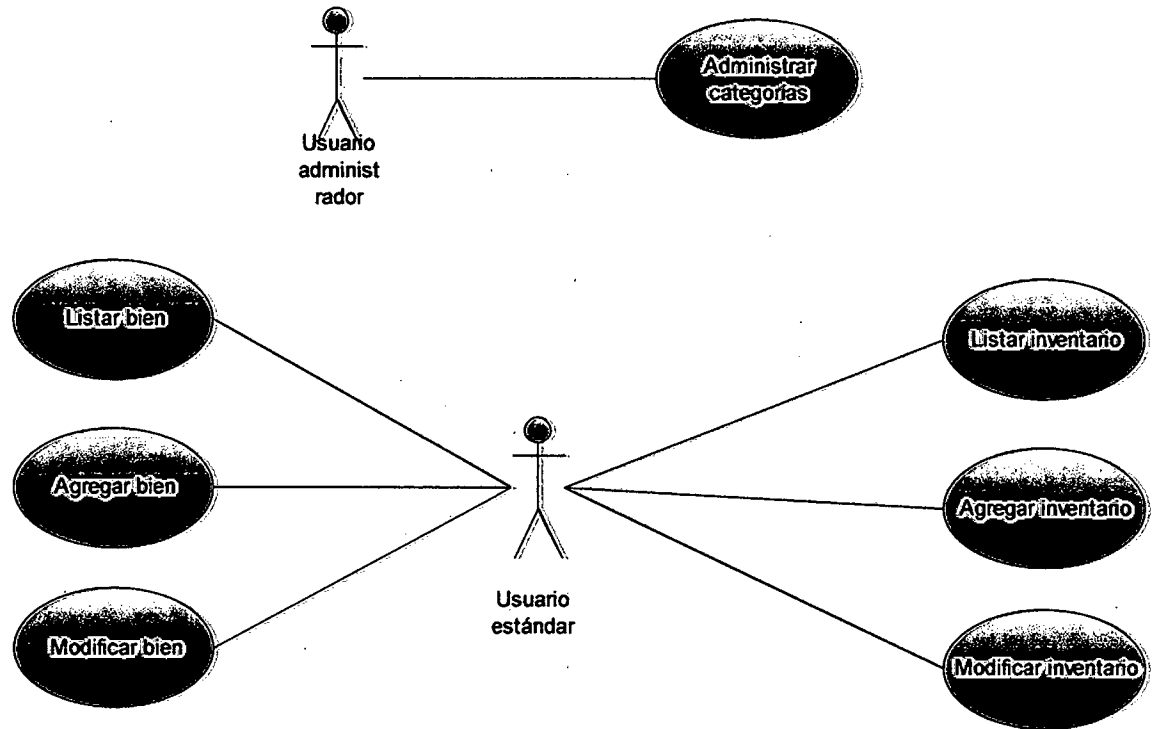 Administrar
categorías
Usuario
administ
rador
Listar bien
Listar inventario
Agregar bien
Agregar inventario
Usuario
estándar
Modificar bien
Modificar inventario